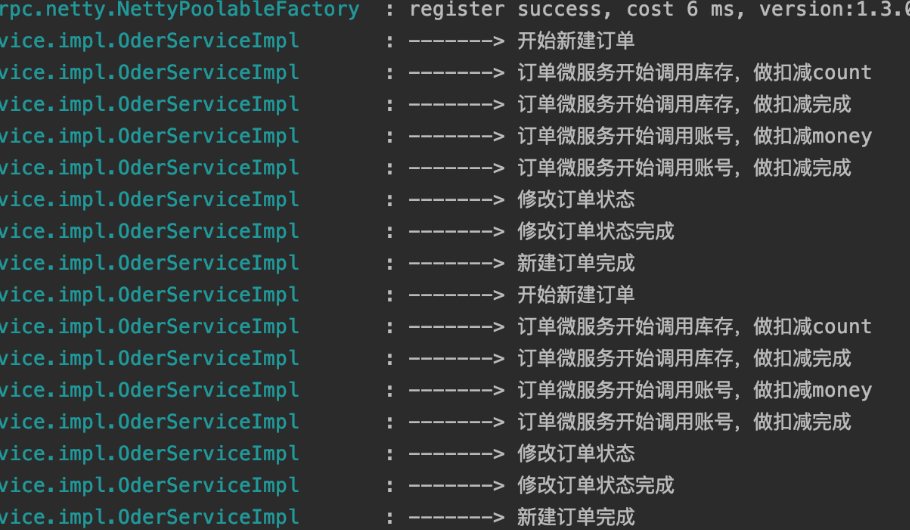 rpc.netty.NettyPoolableFactory : register success, cost 6 ms, version:1.3.0
vice.impl.OderServiceImpl : -------> 开始新建订单
vice.impl.OderServiceImpl : -------> 订单微服务开始调用库存，做扣减count
vice.impl.OderServiceImpl : -------> 订单微服务开始调用库存，做扣减完成
vice.impl.OderServiceImpl : -------> 订单微服务开始调用账号，做扣减money
vice.impl.OderServiceImpl : -------> 订单微服务开始调用账号，做扣减完成
vice.impl.OderServiceImpl : -------> 修改订单状态
vice.impl.OderServiceImpl : -------> 修改订单状态完成
vice.impl.OderServiceImpl : -------> 新建订单完成
vice.impl.OderServiceImpl : -------> 开始新建订单
vice.impl.OderServiceImpl : -------> 订单微服务开始调用库存，做扣减count
vice.impl.OderServiceImpl : -------> 订单微服务开始调用库存，做扣减完成
vice.impl.OderServiceImpl : -------> 订单微服务开始调用账号，做扣减money
vice.impl.OderServiceImpl : -------> 订单微服务开始调用账号，做扣减完成
vice.impl.OderServiceImpl : -------> 修改订单状态
vice.impl.OderServiceImpl : -------> 修改订单状态完成
vice.impl.OderServiceImpl : -------> 新建订单完成